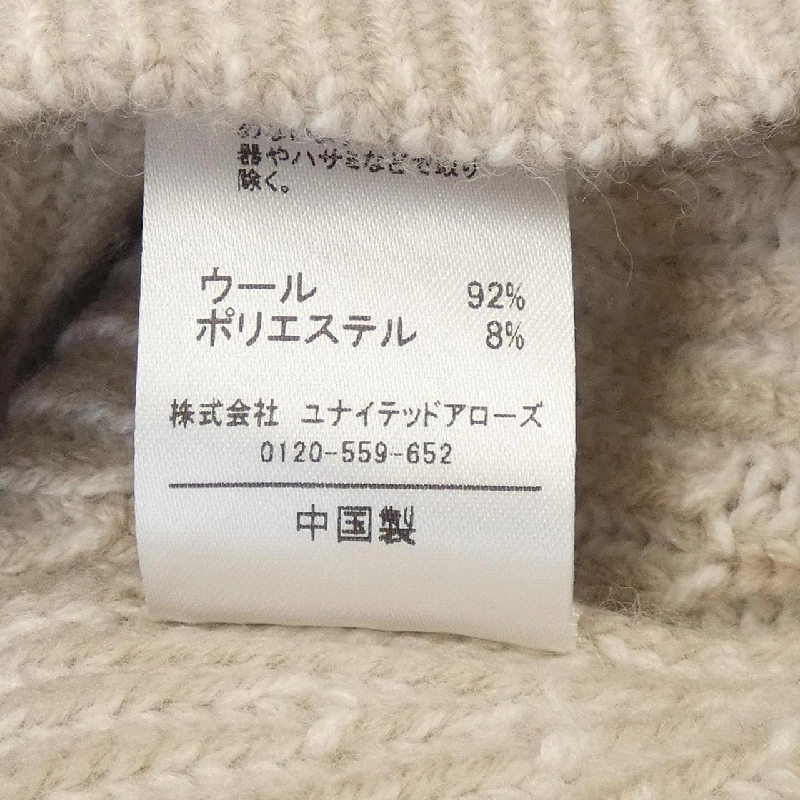 器やハサミなどで取り
除く。
ウール 92%
ポリエステル 8%
株式会社 ユナイテッドアローズ
0120-559-652
中国製